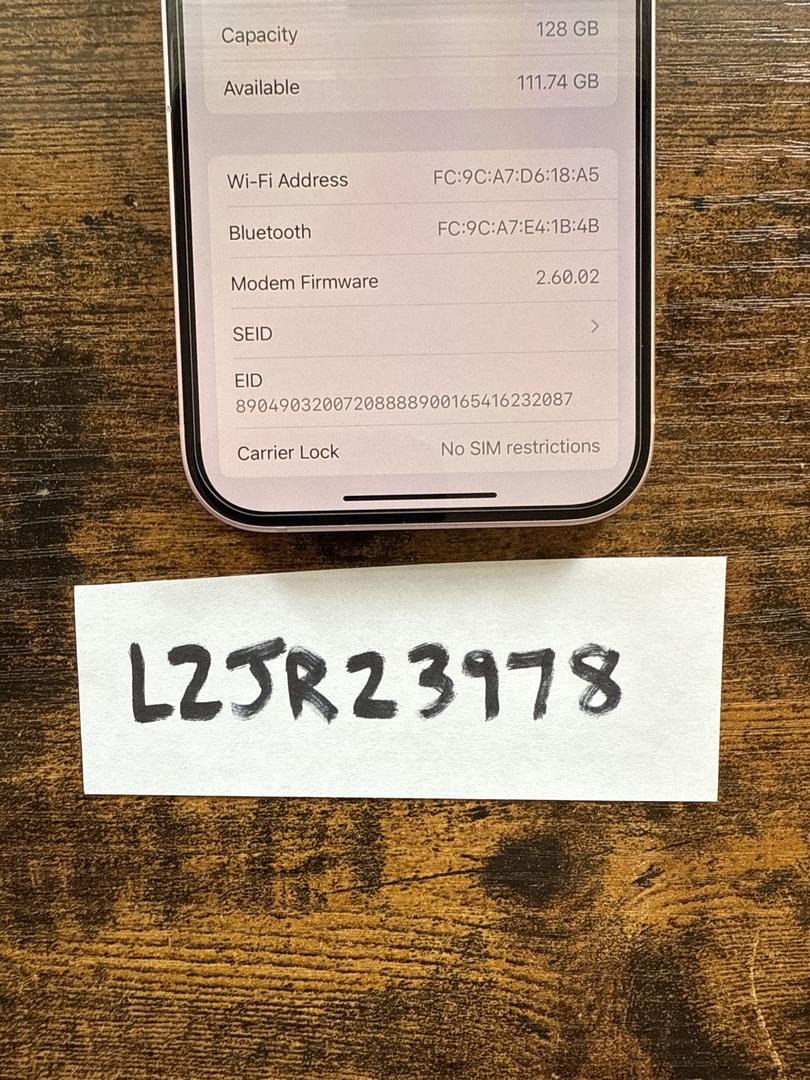 Capacity 128 GB
Available 111.74 GB
Wi-Fi Address FC:9C:A7:D6:18:A5
Bluetooth FC:9C:A7:E4:1B:4B
Modem Firmware 2.60.02
SEID
EID
89049032007208888900165416232087
Carrier Lock No SIM restrictions
L2JR23978